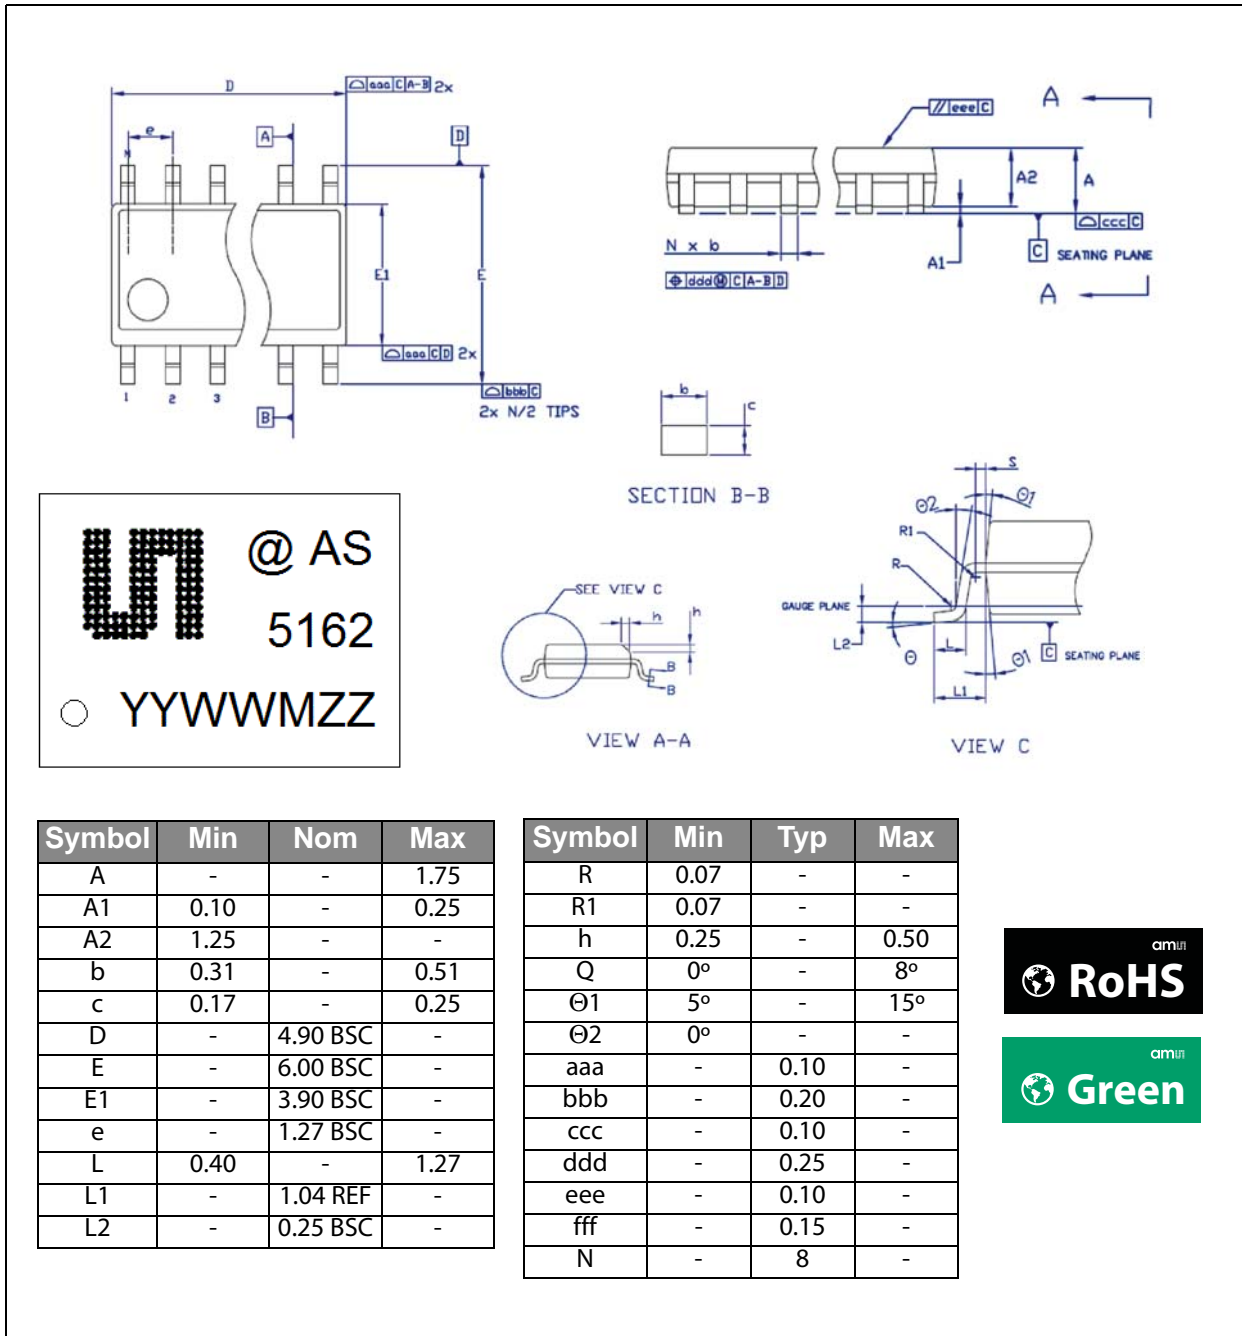 D
aaa C A-B 2x
e
A
D
E1
E
aaa C D 2x
bbb C
2x N/2 TIPS
1 2 3
B
// eee C
A
A2
A
ccc C
A1
C SEATING PLANE
N x b
ddd M C A-B D
A
b
c
SECTION B-B
@ AS
5162
YYWWMZZ
SEE VIEW C
h
h
B
B
VIEW A-A
S
Θ2
Θ1
R1
R
GAUGE PLANE
L2
Θ
L
Θ1
C SEATING PLANE
L1
VIEW C
Symbol Min Nom Max
A - - 1.75
A1 0.10 - 0.25
A2 1.25 - -
b 0.31 - 0.51
c 0.17 - 0.25
D - 4.90 BSC -
E - 6.00 BSC -
E1 - 3.90 BSC -
e - 1.27 BSC -
L 0.40 - 1.27
L1 - 1.04 REF -
L2 - 0.25 BSC -
Symbol Min Typ Max
R 0.07 - -
R1 0.07 - -
h 0.25 - 0.50
Q 0º - 8º
Θ1 5º - 15º
Θ2 0º - -
aaa - 0.10 -
bbb - 0.20 -
ccc - 0.10 -
ddd - 0.25 -
eee - 0.10 -
fff - 0.15 -
N - 8 -
am
RoHS
am
Green